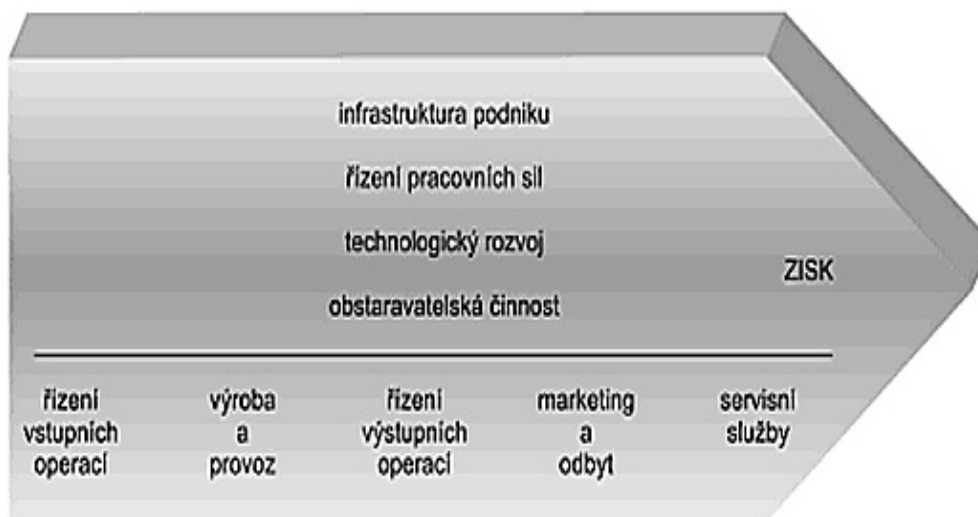 infrastruktura podniku
řízení pracovních sil
technologický rozvoj
ZISK
obstaravatelská činnost
řízení vstupních operací
výroba a provoz
řízení výstupních operací
marketing a odbyt
servisní služby